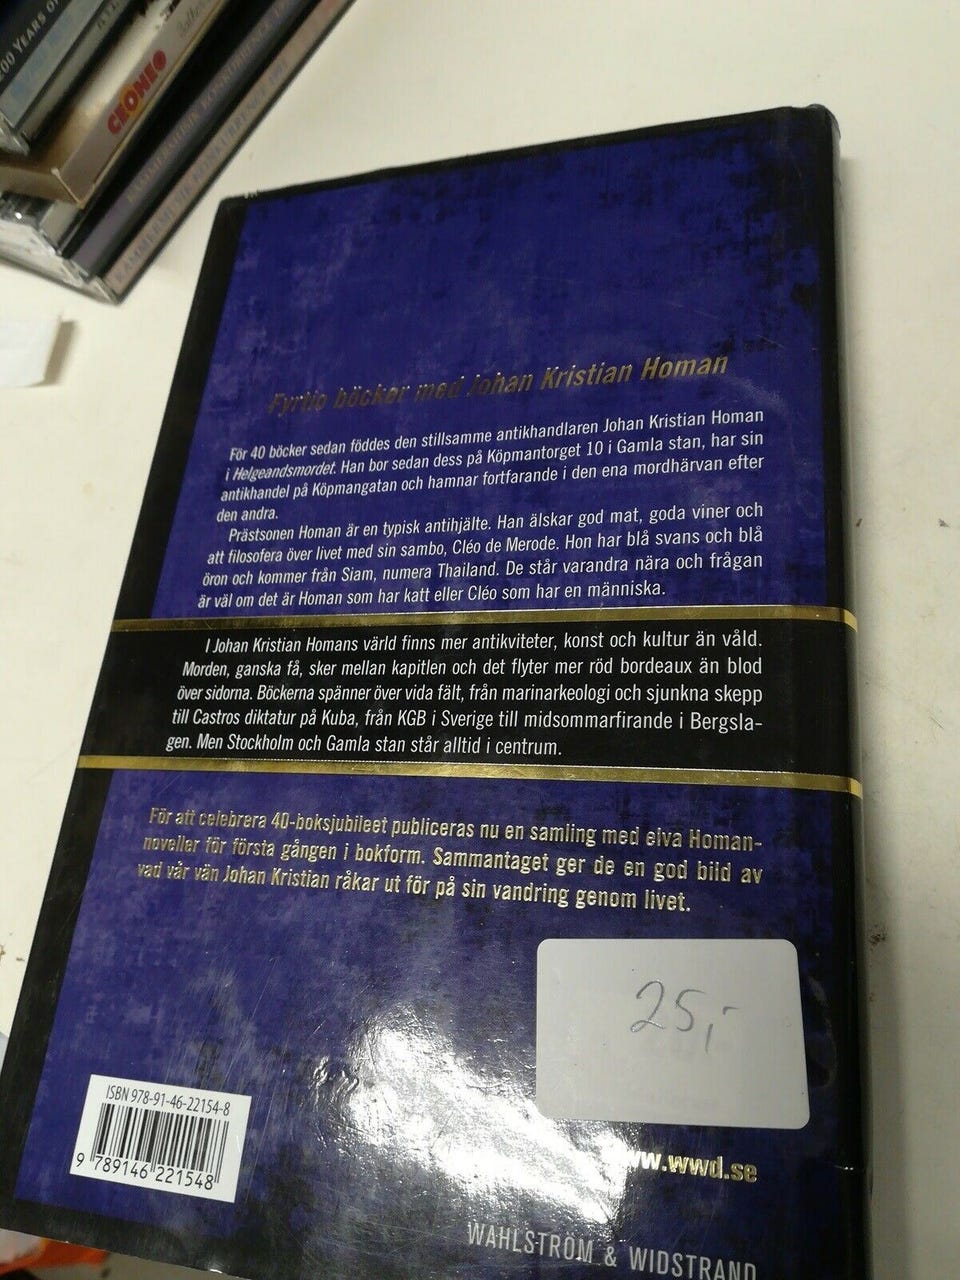 200 YEARS OF
CRONEO
KAMMERMUSIKKONKURRENCE
Fyrtio böcker med Johan Kristian Homan
För 40 böcker sedan föddes den stillsamme antikhandlaren Johan Kristian Homan
i Helgeandsmordet. Han bor sedan dess på Köpmantorget 10 i Gamla stan, har sin
antikhandel på Köpmangatan och hamnar fortfarande i den ena mordhärvan efter
den andra.
Prästsonen Homan är en typisk antihjälte. Han älskar god mat, goda viner och
att filosofera över livet med sin sambo, Cléo de Merode. Hon har blå svans och blå
öron och kommer från Siam, numera Thailand. De står varandra nära och frågan
är väl om det är Homan som har katt eller Cléo som har en människa.
I Johan Kristian Homans värld finns mer antikviteter, konst och kultur än våld.
Morden, ganska få, sker mellan kapitlen och det flyter mer röd bordeaux än blod
över sidorna. Böckerna spänner över vida fält, från marinarkeologi och sjunkna skepp
till Castros diktatur på Kuba, från KGB i Sverige till midsommarfirande i Bergsla-
gen. Men Stockholm och Gamla stan står alltid i centrum.
För att celebrera 40-boksjubileet publiceras nu en samling med elva Homan-
noveller för första gången i bokform. Sammantaget ger de en god bild av
vad vår vän Johan Kristian råkar ut för på sin vandring genom livet.
25,-
ISBN 978-91-46-22154-8
9 789146 221548
www.wwd.se
WAHLSTRÖM & WIDSTRAND